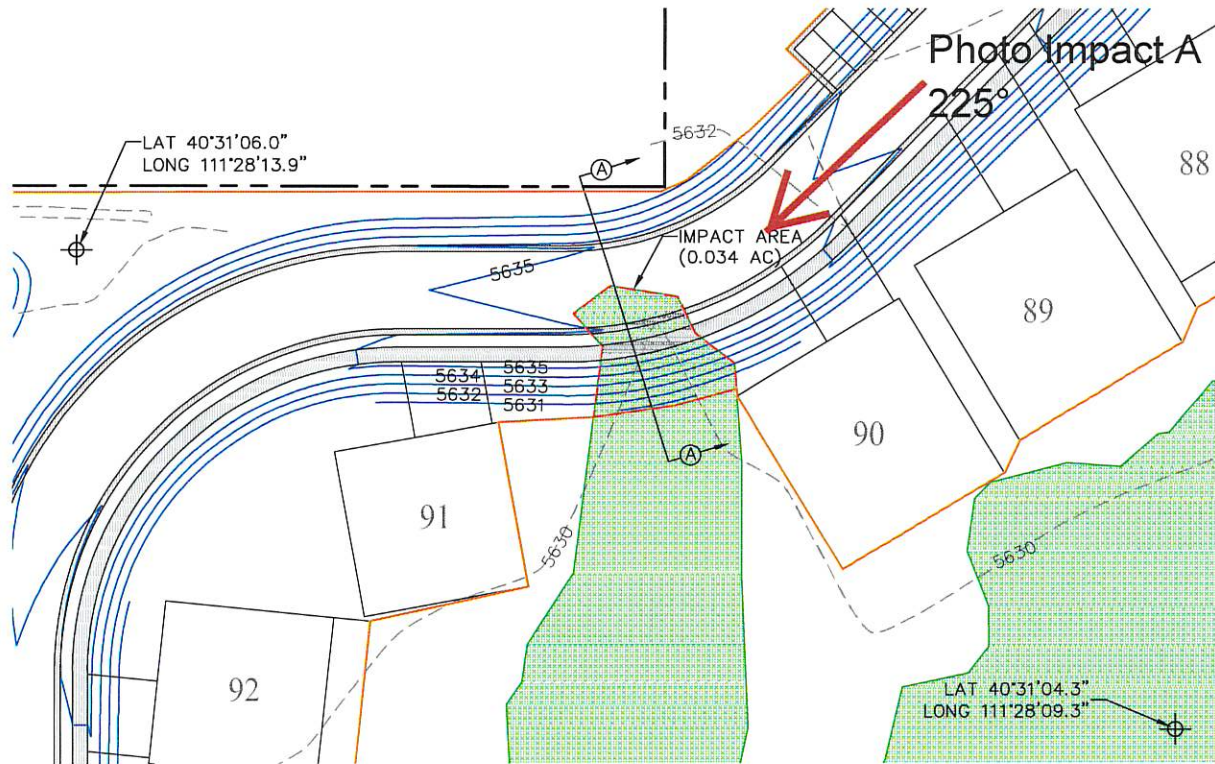 Photo Impact A
225°
5632
LAT 40°31'06.0"
LONG 111°28'13.9"
88
A
IMPACT AREA
(0.034 AC)
5635
89
5635
5634
5633
5632
5631
90
A
91
5630
5630
92
LAT 40°31'04.3"
LONG 111°28'09.3"